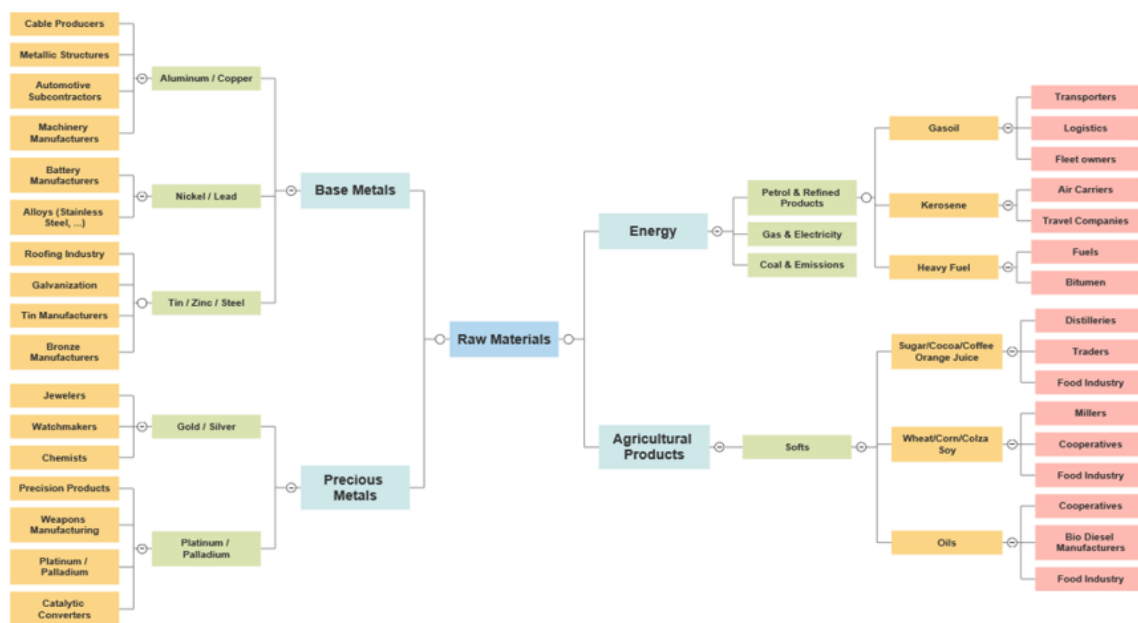 Cable Producers
Metallic Structures
Automotive
Subcontractors
Machinery
Manufacturers
Aluminum / Copper
Battery
Manufacturers
Alloys (Stainless
Steel, ...)
Nickel / Lead
Roofing Industry
Galvanization
Tin Manufacturers
Bronze
Manufacturers
Tin / Zinc / Steel
Base Metals
Jewelers
Watchmakers
Chemists
Gold / Silver
Precision Products
Weapons
Manufacturing
Platinum /
Palladium
Catalytic
Converters
Platinum /
Palladium
Precious
Metals
Raw Materials
Energy
Petrol & Refined
Products
Gas & Electricity
Coal & Emissions
Gasoil
Transporters
Logistics
Fleet owners
Kerosene
Air Carriers
Travel Companies
Heavy Fuel
Fuels
Bitumen
Agricultural
Products
Softs
Sugar/Cocoa/Coffee
Orange Juice
Distilleries
Traders
Food Industry
Wheat/Corn/Colza
Soy
Millers
Cooperatives
Food Industry
Oils
Cooperatives
Bio Diesel
Manufacturers
Food Industry